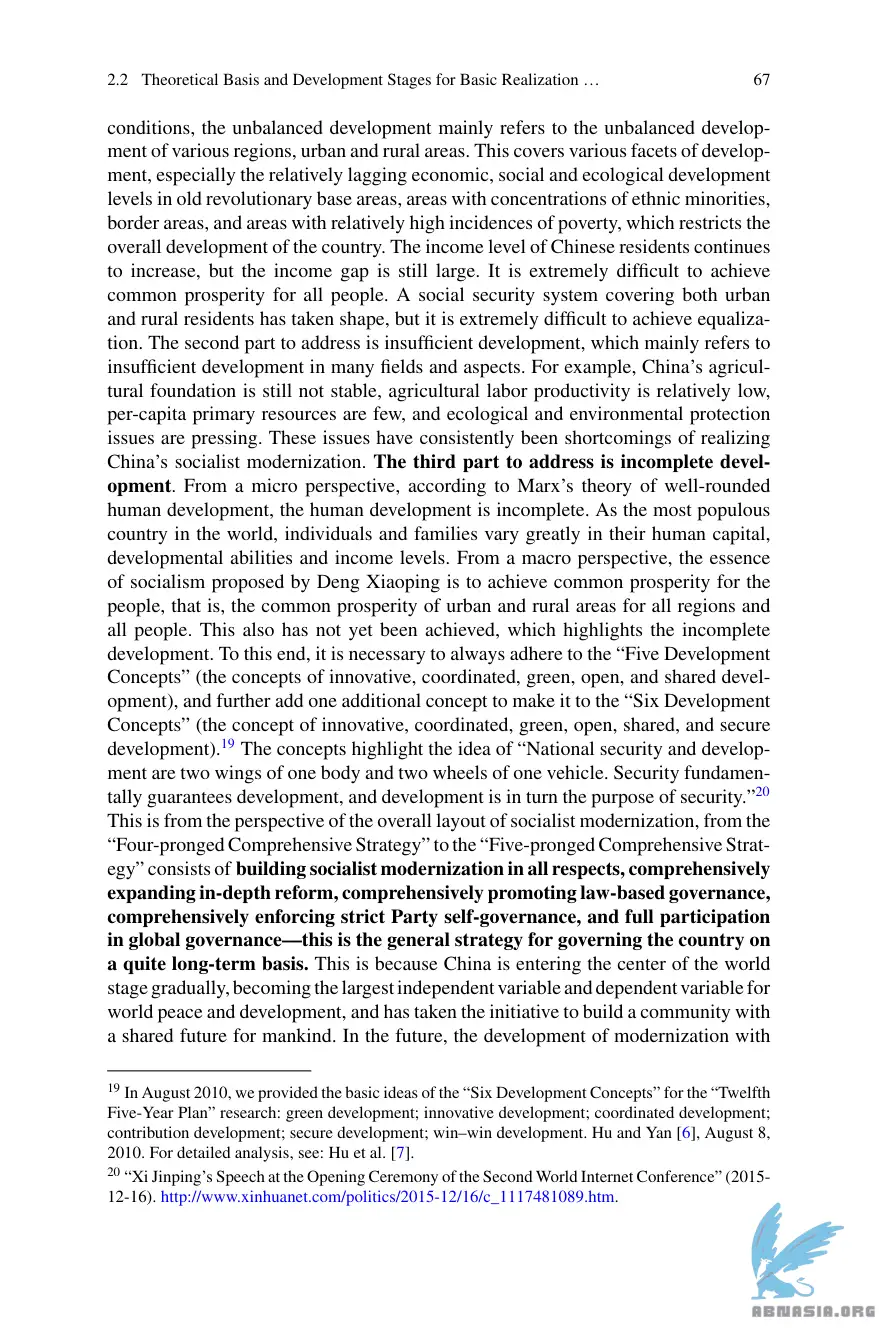 2.2 Theoretical Basis and Development Stages for Basic Realization … 67
conditions, the unbalanced development mainly refers to the unbalanced develop-
ment of various regions, urban and rural areas. This covers various facets of develop-
ment, especially the relatively lagging economic, social and ecological development
levels in old revolutionary base areas, areas with concentrations of ethnic minorities,
border areas, and areas with relatively high incidences of poverty, which restricts the
overall development of the country. The income level of Chinese residents continues
to increase, but the income gap is still large. It is extremely difficult to achieve
common prosperity for all people. A social security system covering both urban
and rural residents has taken shape, but it is extremely difficult to achieve equaliza-
tion. The second part to address is insufficient development, which mainly refers to
insufficient development in many fields and aspects. For example, China’s agricul-
tural foundation is still not stable, agricultural labor productivity is relatively low,
per-capita primary resources are few, and ecological and environmental protection
issues are pressing. These issues have consistently been shortcomings of realizing
China’s socialist modernization. The third part to address is incomplete devel-
opment. From a micro perspective, according to Marx’s theory of well-rounded
human development, the human development is incomplete. As the most populous
country in the world, individuals and families vary greatly in their human capital,
developmental abilities and income levels. From a macro perspective, the essence
of socialism proposed by Deng Xiaoping is to achieve common prosperity for the
people, that is, the common prosperity of urban and rural areas for all regions and
all people. This also has not yet been achieved, which highlights the incomplete
development. To this end, it is necessary to always adhere to the “Five Development
Concepts” (the concepts of innovative, coordinated, green, open, and shared devel-
opment), and further add one additional concept to make it to the “Six Development
Concepts” (the concept of innovative, coordinated, green, open, shared, and secure
development).19 The concepts highlight the idea of “National security and develop-
ment are two wings of one body and two wheels of one vehicle. Security fundamen-
tally guarantees development, and development is in turn the purpose of security.”20
This is from the perspective of the overall layout of socialist modernization, from the
“Four-pronged Comprehensive Strategy” to the “Five-pronged Comprehensive Strat-
egy” consists of building socialist modernization in all respects, comprehensively
expanding in-depth reform, comprehensively promoting law-based governance,
comprehensively enforcing strict Party self-governance, and full participation
in global governance—this is the general strategy for governing the country on
a quite long-term basis. This is because China is entering the center of the world
stage gradually, becoming the largest independent variable and dependent variable for
world peace and development, and has taken the initiative to build a community with
a shared future for mankind. In the future, the development of modernization with
19 In August 2010, we provided the basic ideas of the “Six Development Concepts” for the “Twelfth
Five-Year Plan” research: green development; innovative development; coordinated development;
contribution development; secure development; win–win development. Hu and Yan [6], August 8,
2010. For detailed analysis, see: Hu et al. [7].
20 “Xi Jinping’s Speech at the Opening Ceremony of the Second World Internet Conference” (2015-
12-16). http://www.xinhuanet.com/politics/2015-12/16/c_1117481089.htm.
ABNASIA.ORG